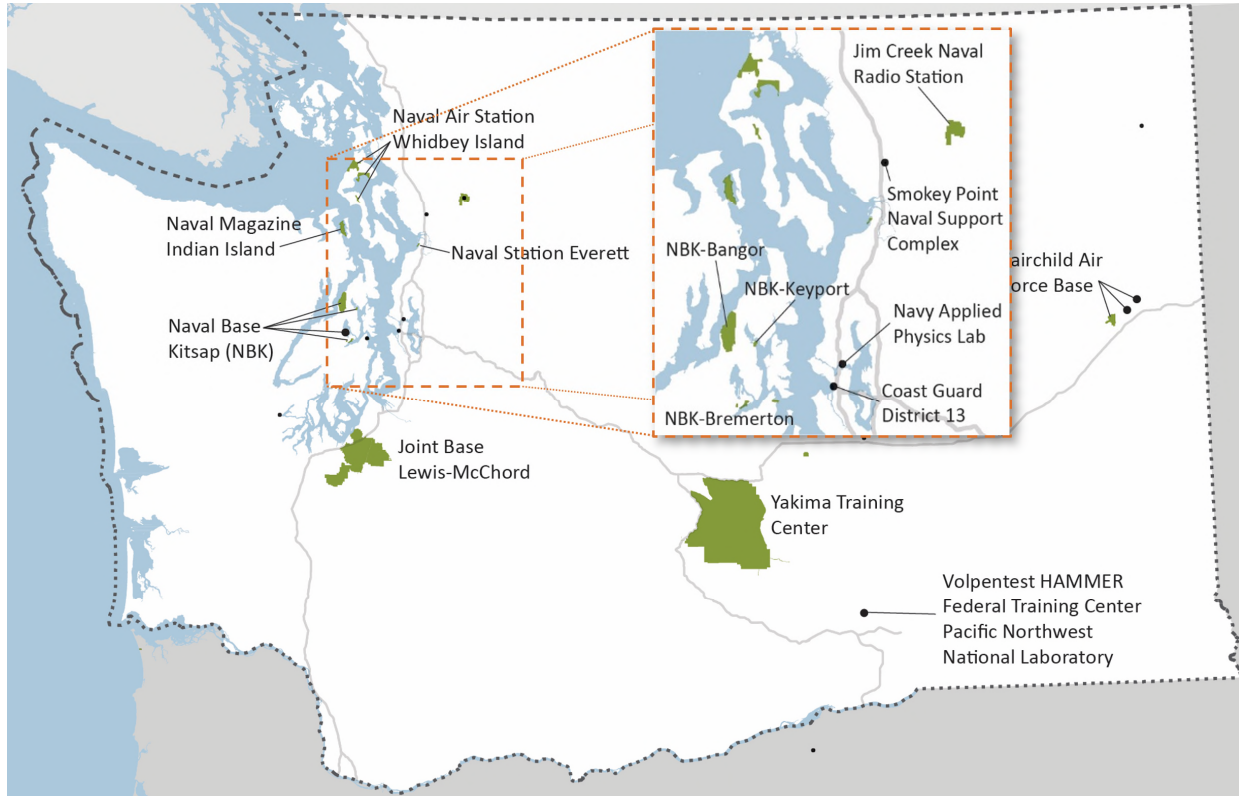 Naval Air Station
Whidbey Island
Naval Magazine
Indian Island
Naval Station Everett
Naval Base
Kitsap (NBK)
Joint Base
Lewis-McChord
Jim Creek Naval
Radio Station
Smokey Point
Naval Support
Complex
NBK-Bangor
NBK-Keyport
Navy Applied
Physics Lab
Coast Guard
District 13
NBK-Bremerton
airchild Air
orce Base
Yakima Training
Center
Volpentest HAMMER
Federal Training Center
Pacific Northwest
National Laboratory